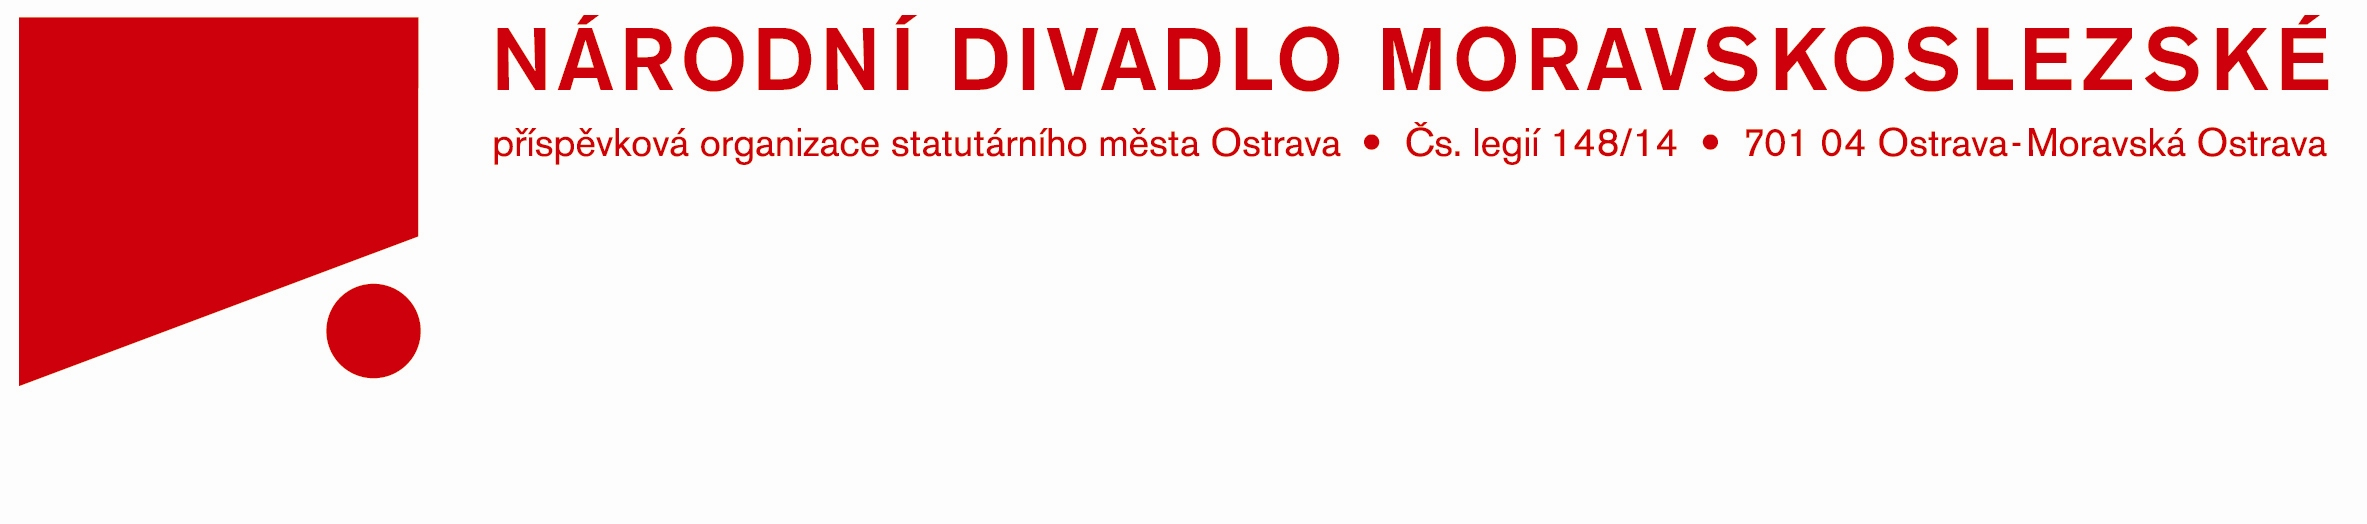 NÁRODNÍ DIVADLO MORAVSKOSLEZSKÉ
příspěvková organizace statutárního města Ostrava • Čs. legií 148/14 • 701 04 Ostrava-Moravská Ostrava